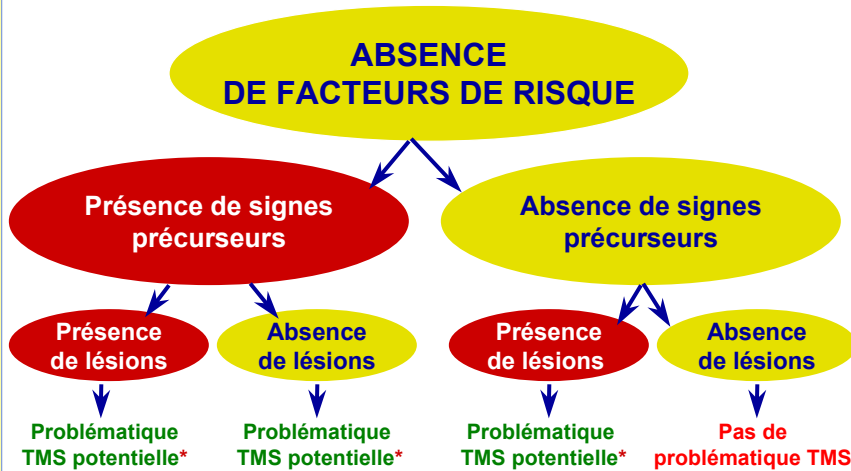 ABSENCE
DE FACTEURS DE RISQUE
Présence de signes
précurseurs
Absence de signes
précurseurs
Présence
de lésions
Absence
de lésions
Présence
de lésions
Absence
de lésions
Problématique
TMS potentielle*
Problématique
TMS potentielle*
Problématique
TMS potentielle*
Pas de
problématique TMS